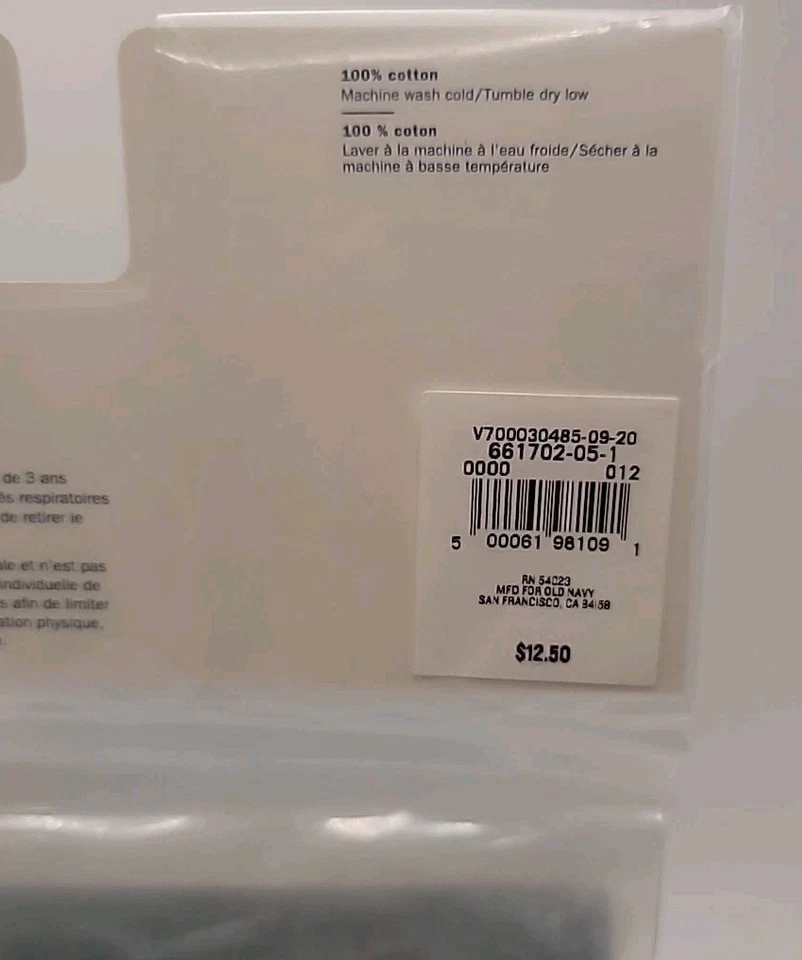 100% cotton
Machine wash cold/Tumble dry low
100 % coton
Laver à la machine à l'eau froide/Sécher à la
machine à basse température
de 3 ans
és respiratoires
de retirer le
ale et n'est pas
individuelle de
s afin de limiter
ation physique.
V700030485-09-20
661702-05-1
0000 012
5 00061 98109 1
RN 54023
MFD FOR OLD NAVY
SAN FRANCISCO, CA 94158
$12.50